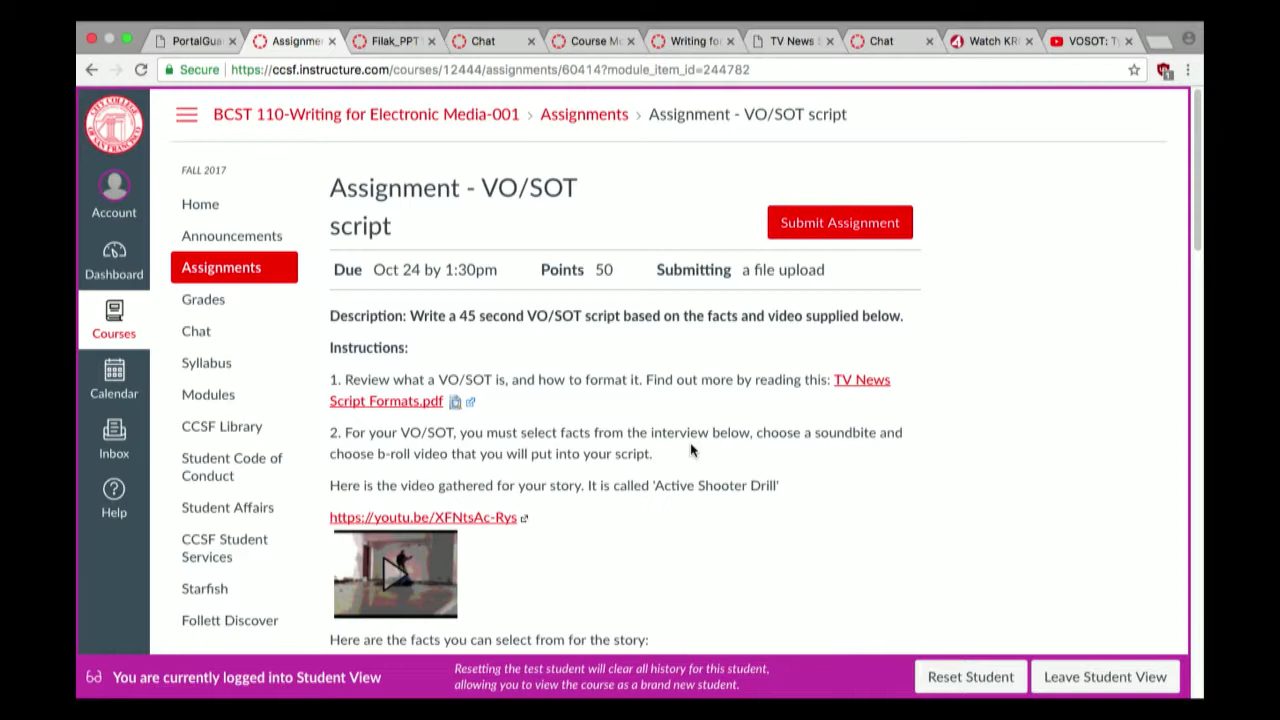 PortalGua
Assignme
Filak_PPT
Chat
Course M
Writing fo
TV News
Chat
Watch KR
VOSOT: T
Secure
https://ccsf.instructure.com/courses/12444/assignments/60414?module_item_id=244782
BCST 110-Writing for Electronic Media-001 › Assignments › Assignment - VO/SOT script
Account
Dashboard
Courses
Calendar
Inbox
Help
FALL 2017
Home
Announcements
Assignments
Grades
Chat
Syllabus
Modules
CCSF Library
Student Code of
Conduct
Student Affairs
CCSF Student
Services
Starfish
Follett Discover
Assignment - VO/SOT
script
Submit Assignment
Due Oct 24 by 1:30pm Points 50 Submitting a file upload
Description: Write a 45 second VO/SOT script based on the facts and video supplied below.
Instructions:
1. Review what a VO/SOT is, and how to format it. Find out more by reading this: TV News
Script Formats.pdf
2. For your VO/SOT, you must select facts from the interview below, choose a soundbite and
choose b-roll video that you will put into your script.
Here is the video gathered for your story. It is called 'Active Shooter Drill'
https://youtu.be/XFNtsAc-Rys
Here are the facts you can select from for the story:
You are currently logged into Student View
Resetting the test student will clear all history for this student,
allowing you to view the course as a brand new student.
Reset Student
Leave Student View